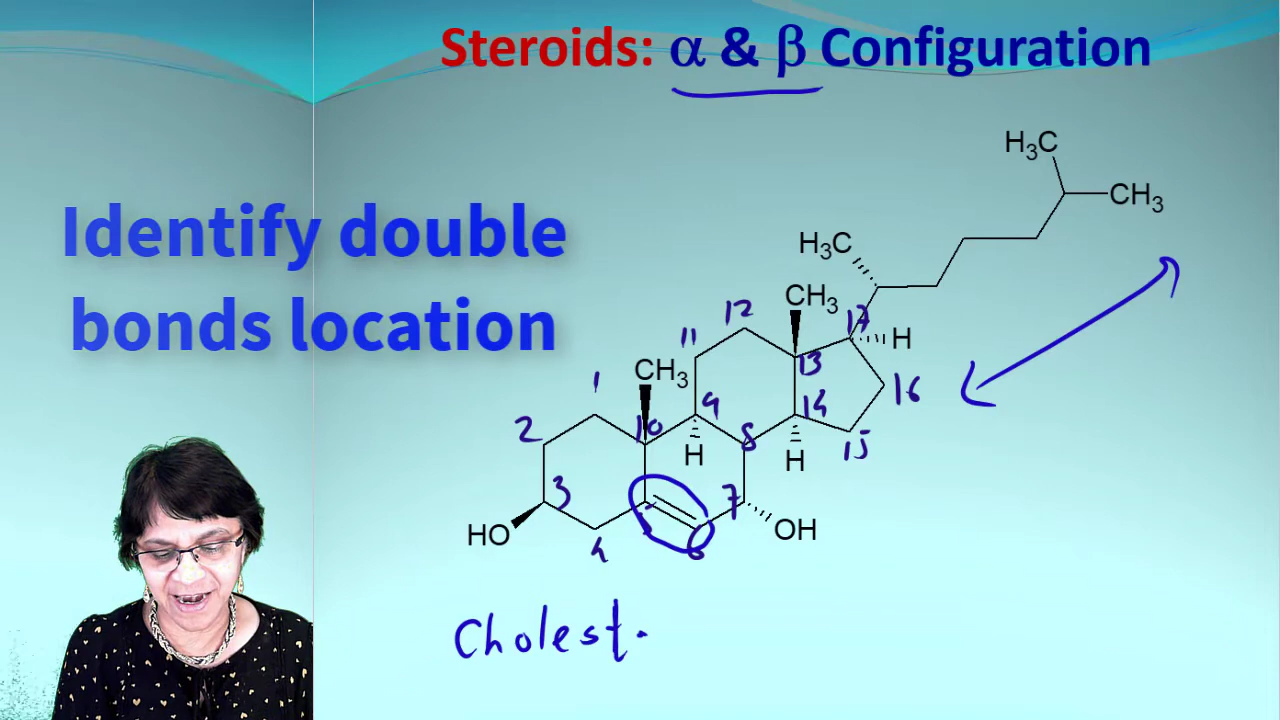 Steroids: α & β Configuration
Identify double
bonds location
H3C
CH3
H3C
CH3
12
17
H
11
13
CH3
16
1
9
14
10
8
2
15
H
H
3
7
5
HO
OH
4
6
Cholest.